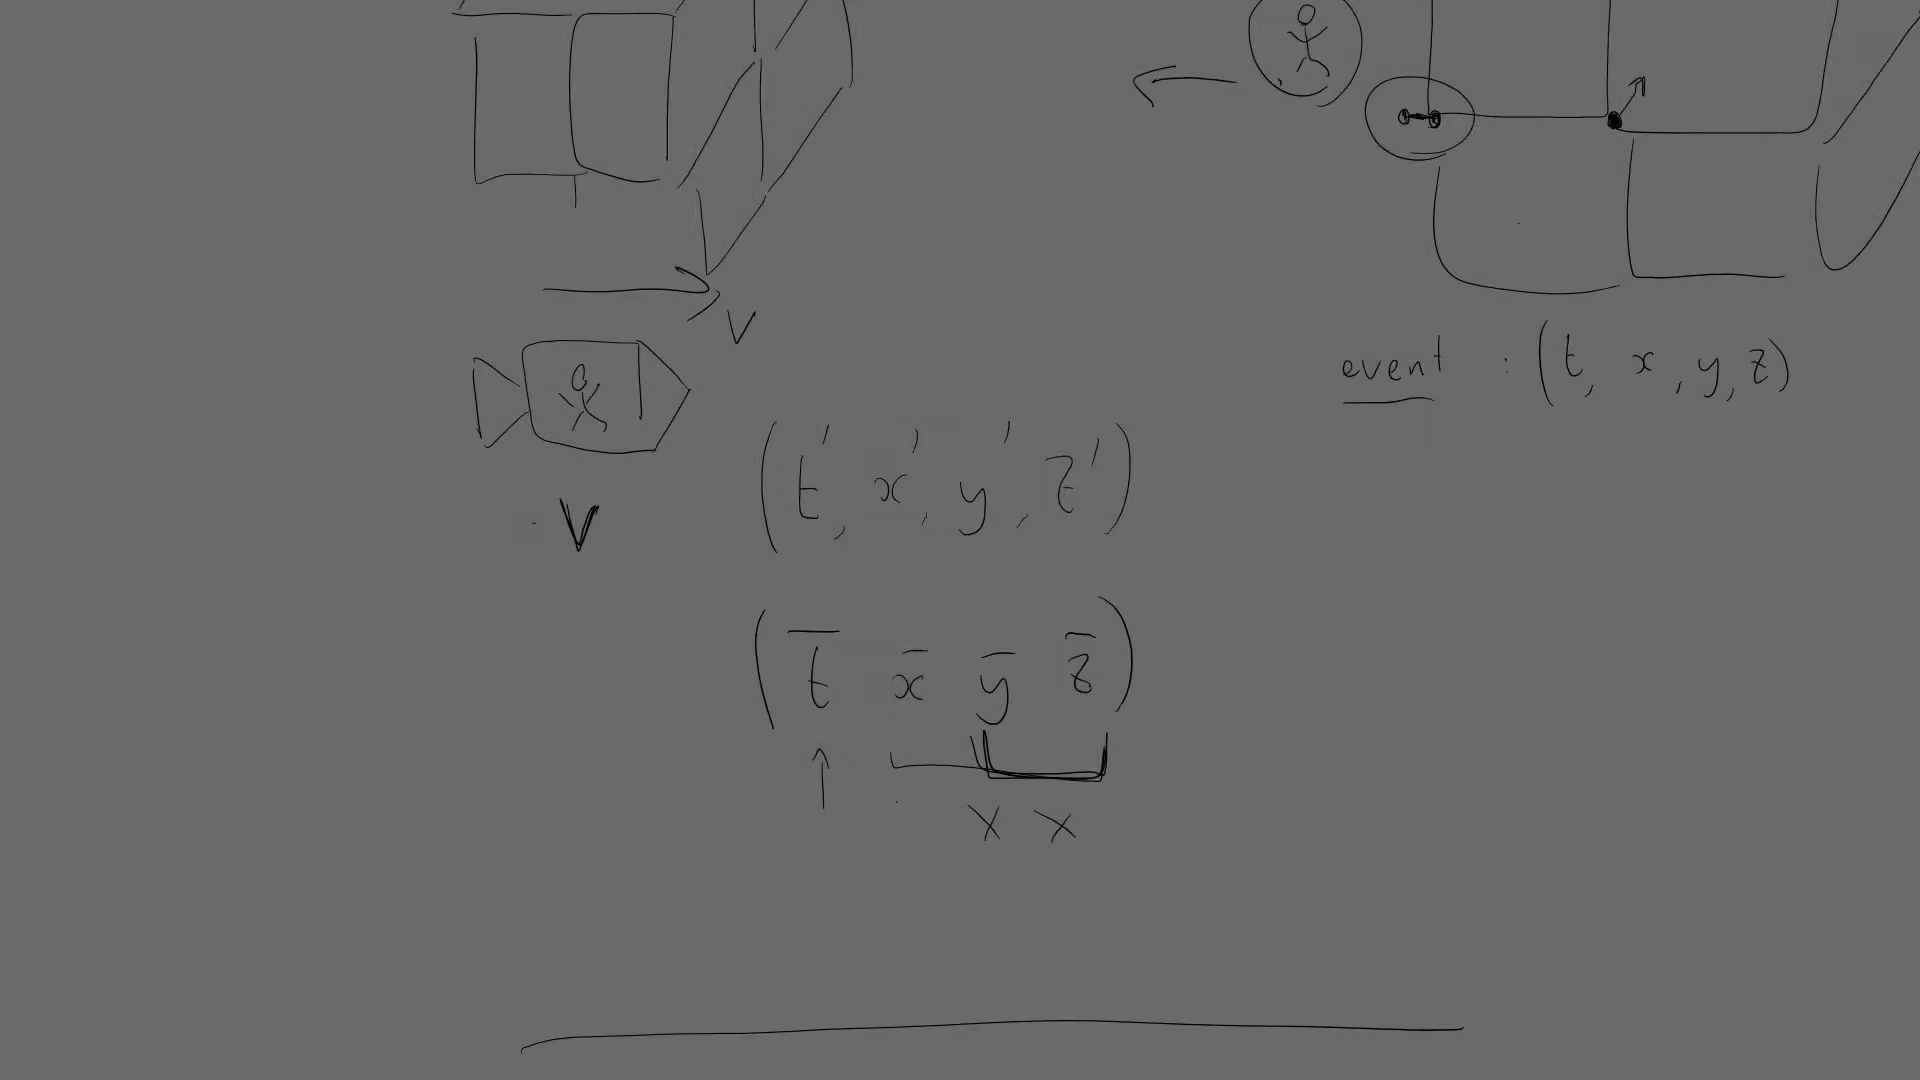 V
event : (t, x, y, z)
V
(t', x', y', z')
(t̅ x̅ y̅ z̅)
x x